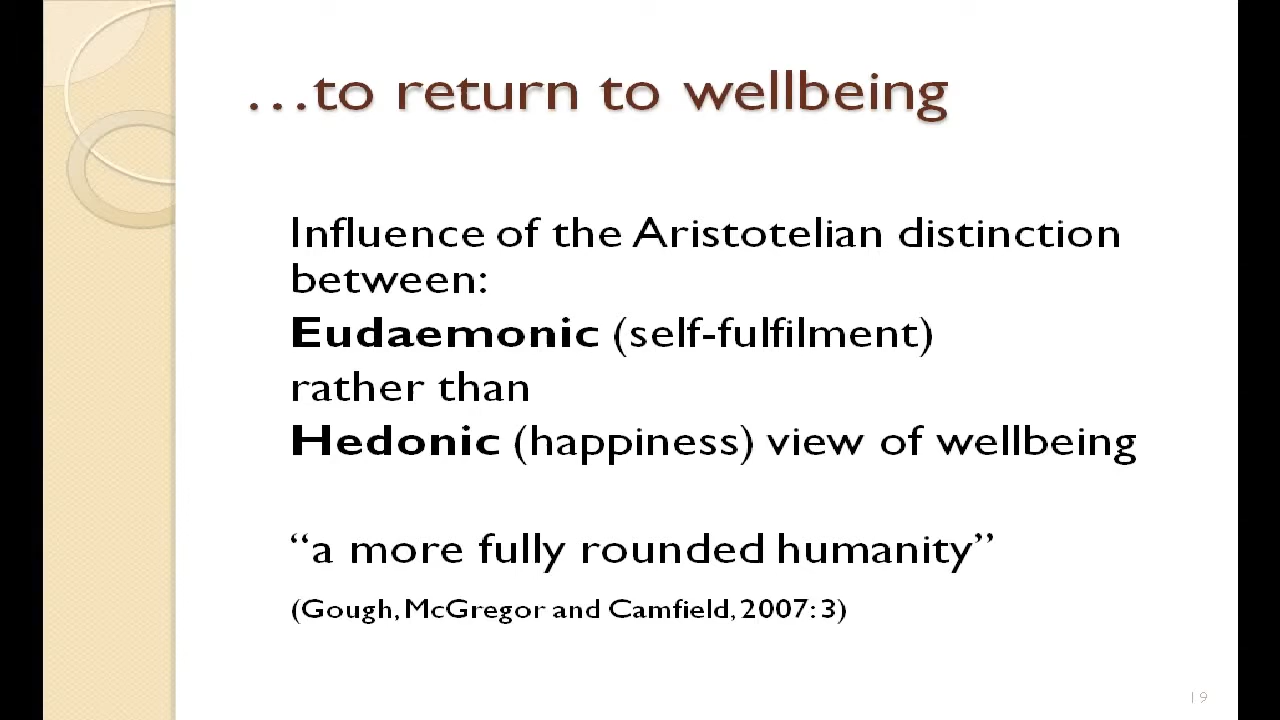 …to return to wellbeing
Influence of the Aristotelian distinction
between:
Eudaemonic (self-fulfilment)
rather than
Hedonic (happiness) view of wellbeing
“a more fully rounded humanity”
(Gough, McGregor and Camfield, 2007: 3)
19